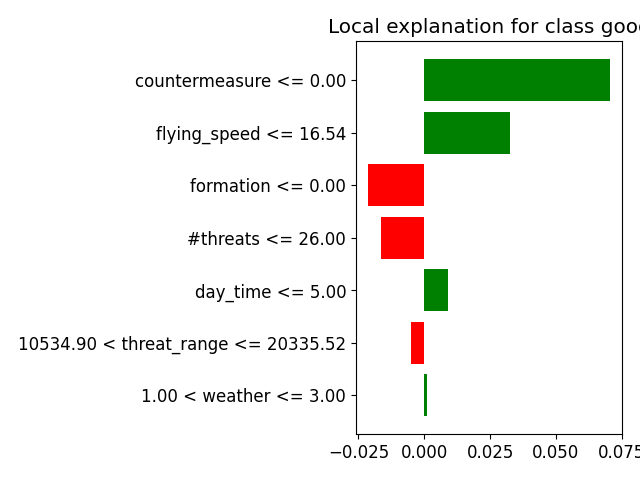 Local explanation for class good
countermeasure <= 0.00
flying_speed <= 16.54
formation <= 0.00
#threats <= 26.00
day_time <= 5.00
10534.90 < threat_range <= 20335.52
1.00 < weather <= 3.00
−0.025 0.000 0.025 0.050 0.075